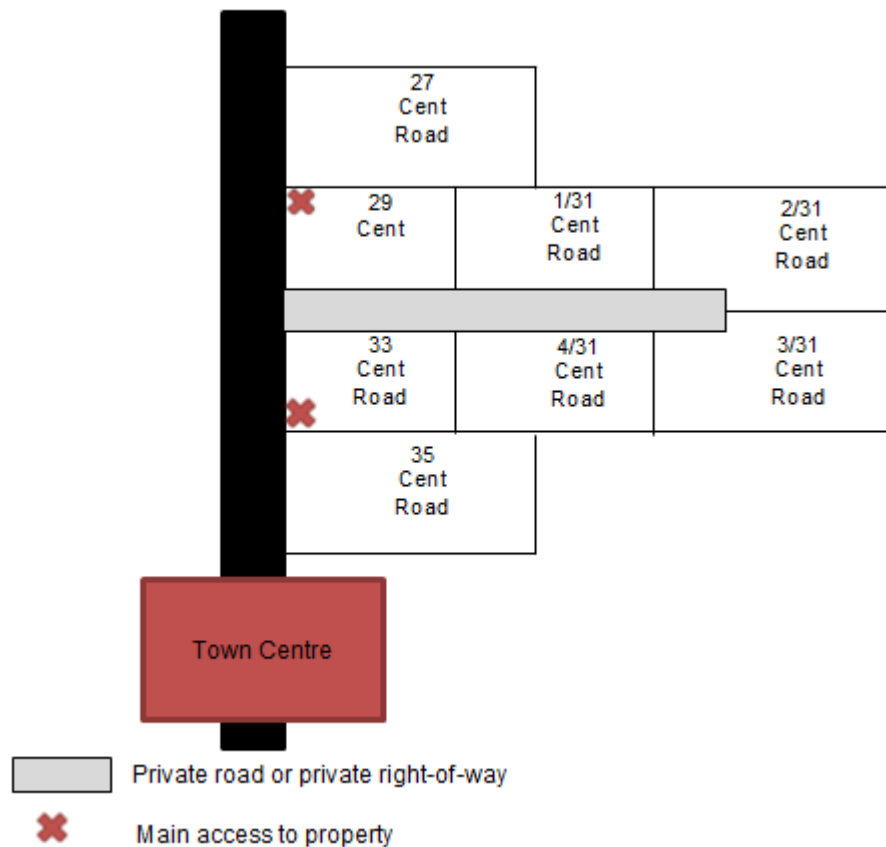 27
Cent
Road
29
Cent
1/31
Cent
Road
2/31
Cent
Road
33
Cent
Road
4/31
Cent
Road
3/31
Cent
Road
35
Cent
Road
Town Centre
Private road or private right-of-way
Main access to property